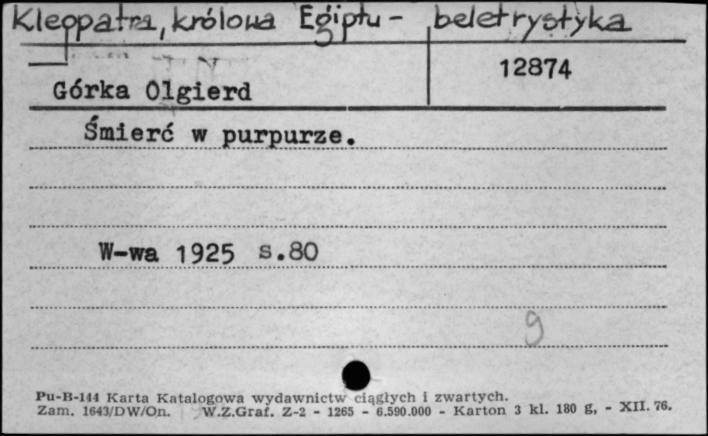 Kleopatra, królowa Egiptu - beletrystyka
12874
Górka Olgierd
Śmierć w purpurze.
W-wa 1925 s.80
9
Pu-B-144 Karta Katalogowa wydawnictw ciągłych i zwartych.
Zam. 1643/DW/On. W.Z.Graf. Z-2 - 1265 - 6.590.000 - Karton 3 kl. 180 g, - XII. 76.